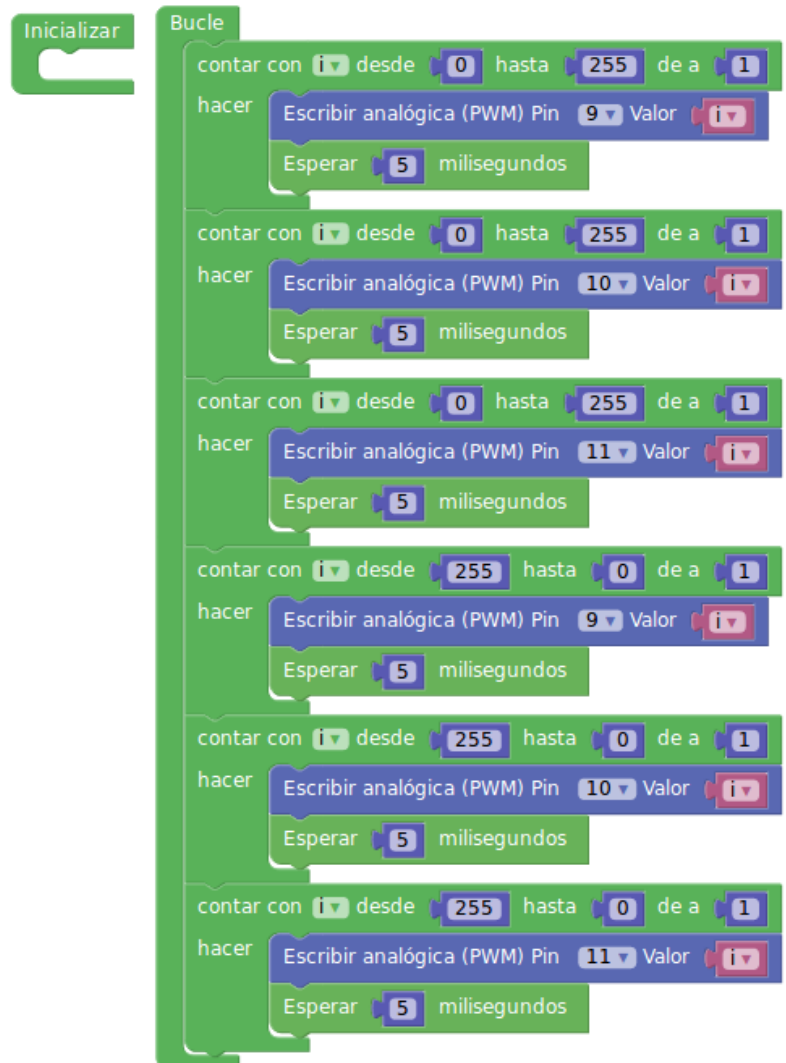 Inicializar
Bucle
contar con i desde 0 hasta 255 de a 1
hacer
Escribir analógica (PWM) Pin 9 Valor i
Esperar 5 milisegundos
contar con i desde 0 hasta 255 de a 1
hacer
Escribir analógica (PWM) Pin 10 Valor i
Esperar 5 milisegundos
contar con i desde 0 hasta 255 de a 1
hacer
Escribir analógica (PWM) Pin 11 Valor i
Esperar 5 milisegundos
contar con i desde 255 hasta 0 de a 1
hacer
Escribir analógica (PWM) Pin 9 Valor i
Esperar 5 milisegundos
contar con i desde 255 hasta 0 de a 1
hacer
Escribir analógica (PWM) Pin 10 Valor i
Esperar 5 milisegundos
contar con i desde 255 hasta 0 de a 1
hacer
Escribir analógica (PWM) Pin 11 Valor i
Esperar 5 milisegundos